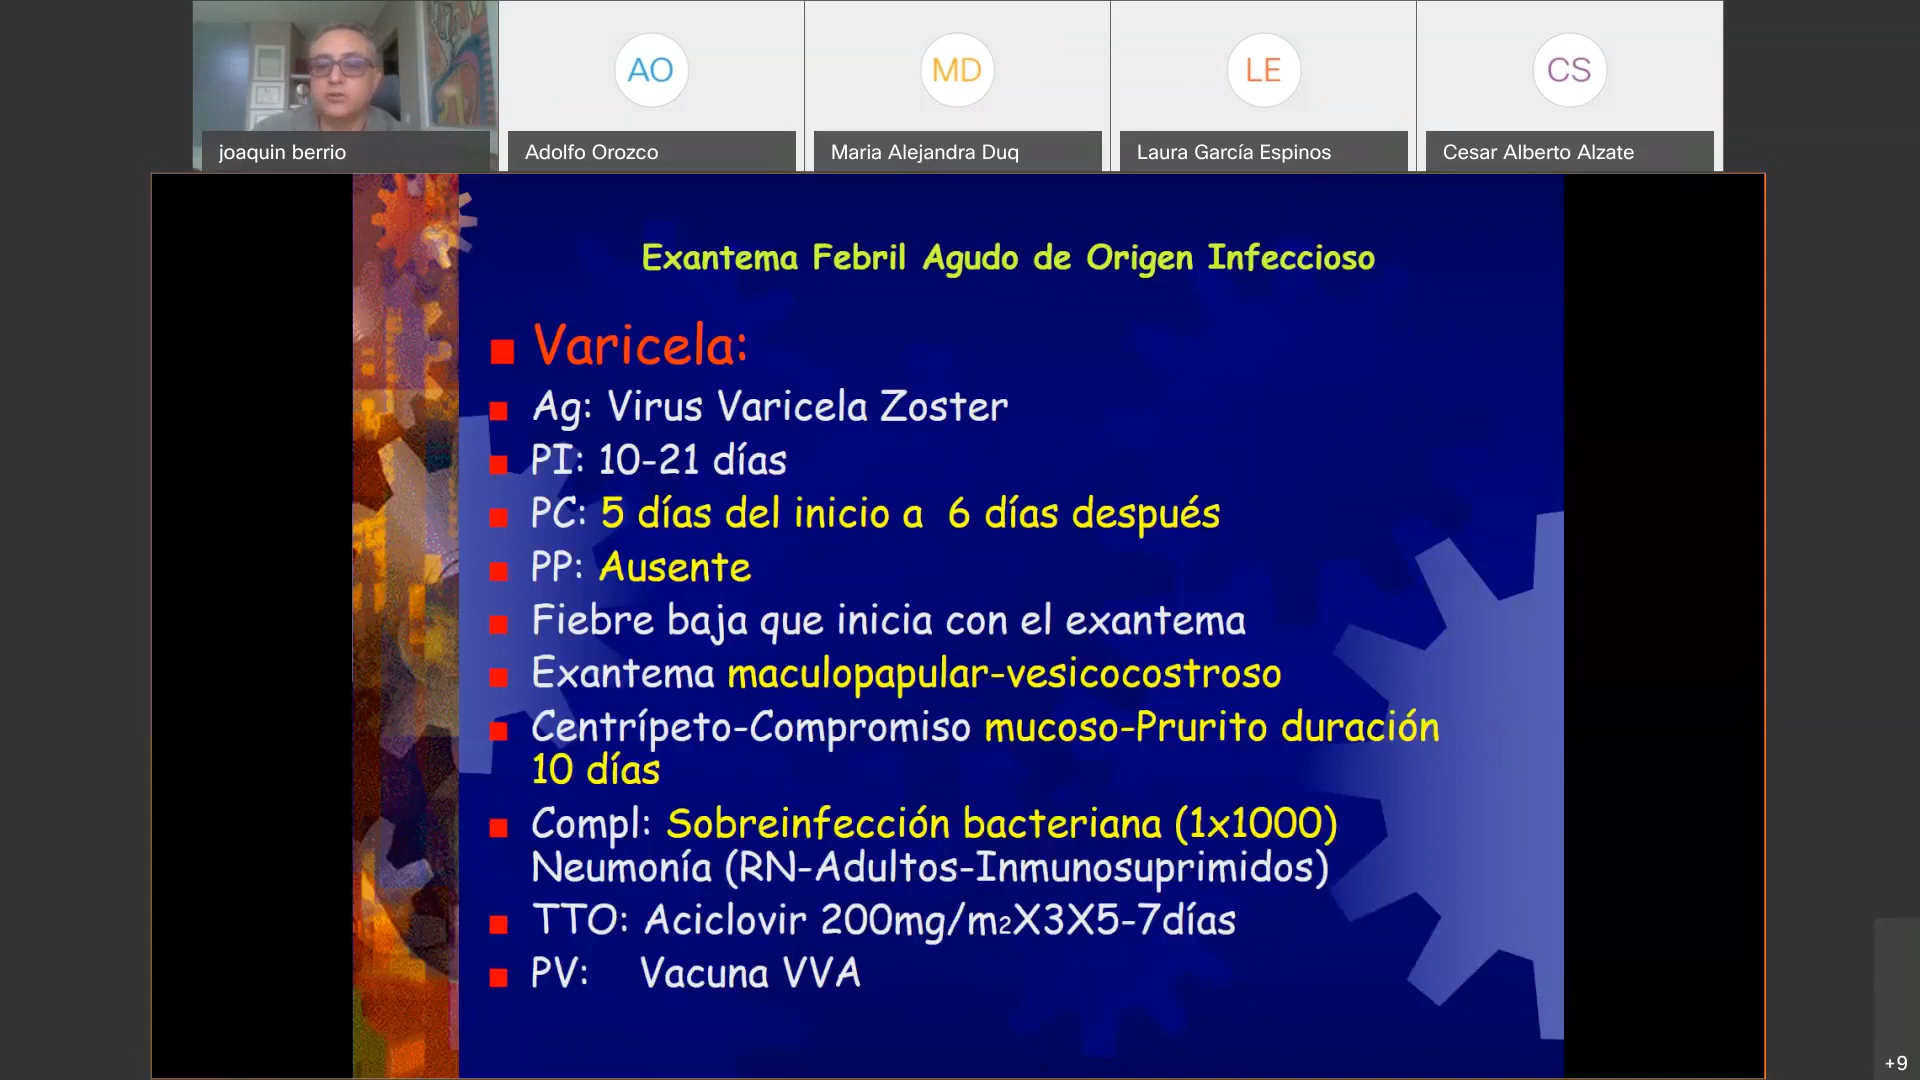 AO
MD
LE
CS
joaquin berrio
Adolfo Orozco
Maria Alejandra Duq
Laura García Espinos
Cesar Alberto Alzate
Exantema Febril Agudo de Origen Infeccioso
Varicela:
Ag: Virus Varicela Zoster
PI: 10-21 días
PC: 5 días del inicio a 6 días después
PP: Ausente
Fiebre baja que inicia con el exantema
Exantema maculopapular-vesicocostroso
Centrípeto-Compromiso mucoso-Prurito duración
10 días
Compl: Sobreinfección bacteriana (1x1000)
Neumonía (RN-Adultos-Inmunosuprimidos)
TTO: Aciclovir 200mg/m2X3X5-7días
PV: Vacuna VVA
+9